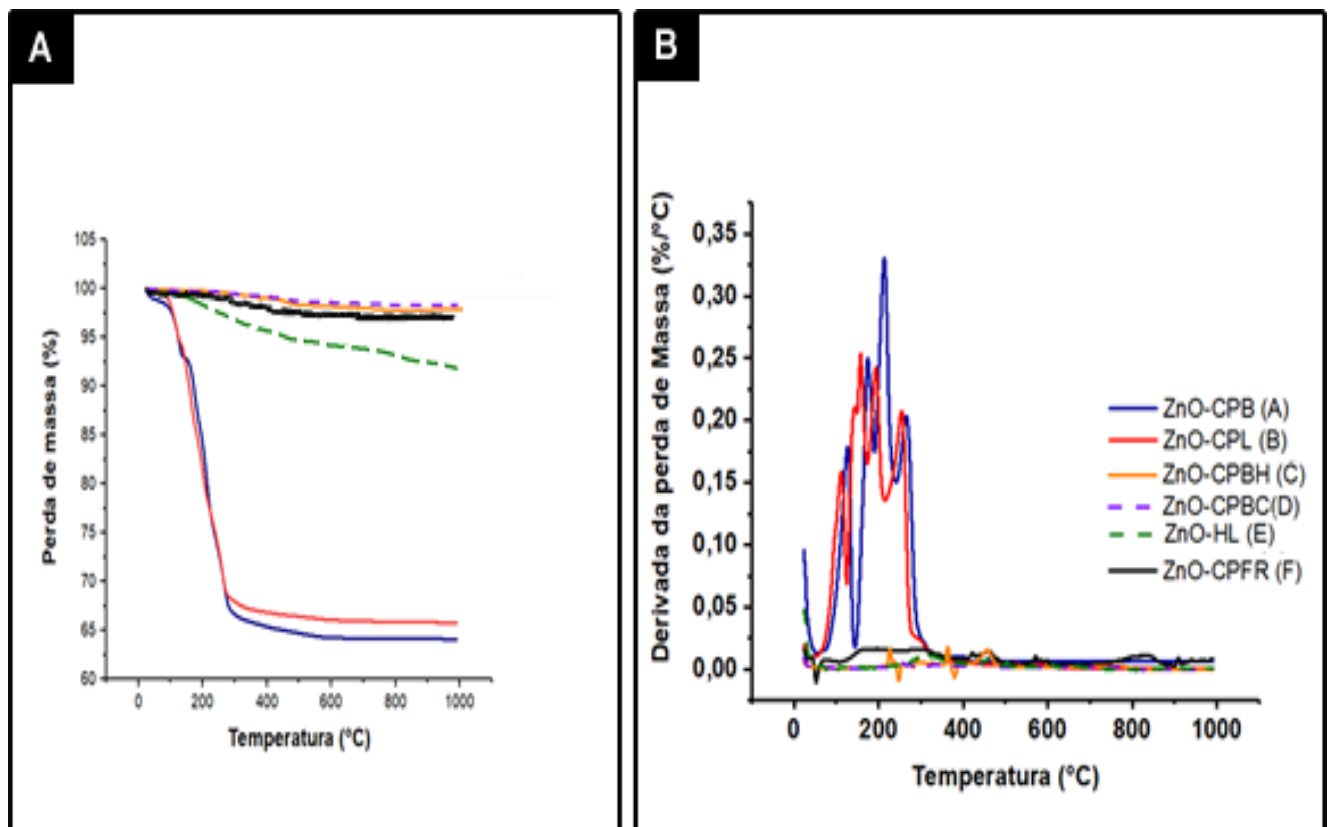 A
Perda de massa (%)
105
100
95
90
85
80
75
70
65
60
0 200 400 600 800 1000
Temperatura (°C)
B
Derivada da perda de Massa (%/°C)
0,35
0,30
0,25
0,20
0,15
0,10
0,05
0,00
0 200 400 600 800 1000
Temperatura (°C)
ZnO-CPB (A)
ZnO-CPL (B)
ZnO-CPBH (C)
ZnO-CPBC(D)
ZnO-HL (E)
ZnO-CPFR (F)